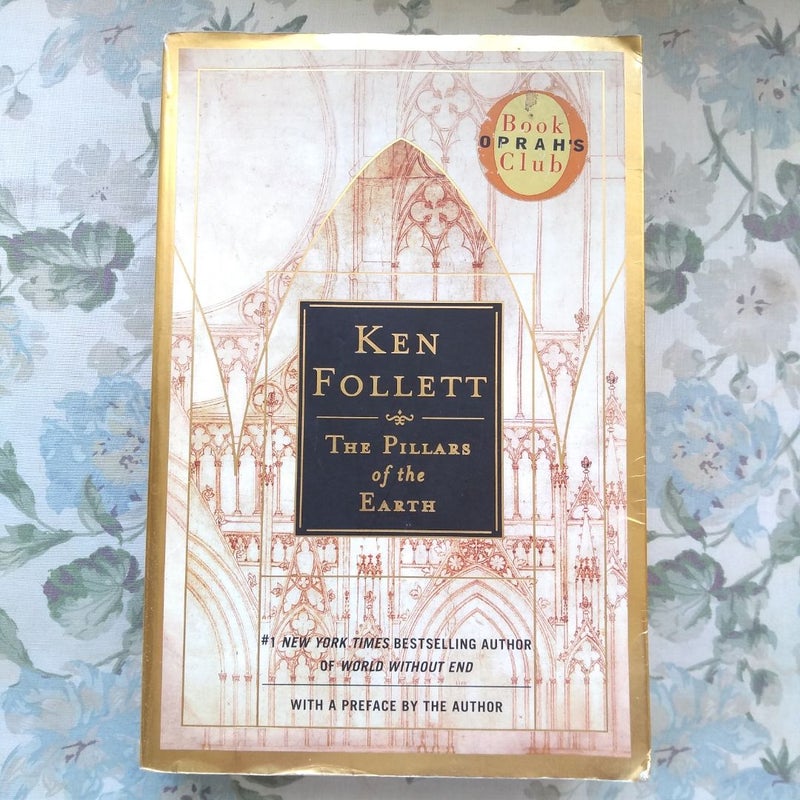 Book
OPRAH'S
Club
KEN
FOLLETT
THE PILLARS
of the
EARTH
#1 NEW YORK TIMES BESTSELLING AUTHOR
OF WORLD WITHOUT END
WITH A PREFACE BY THE AUTHOR